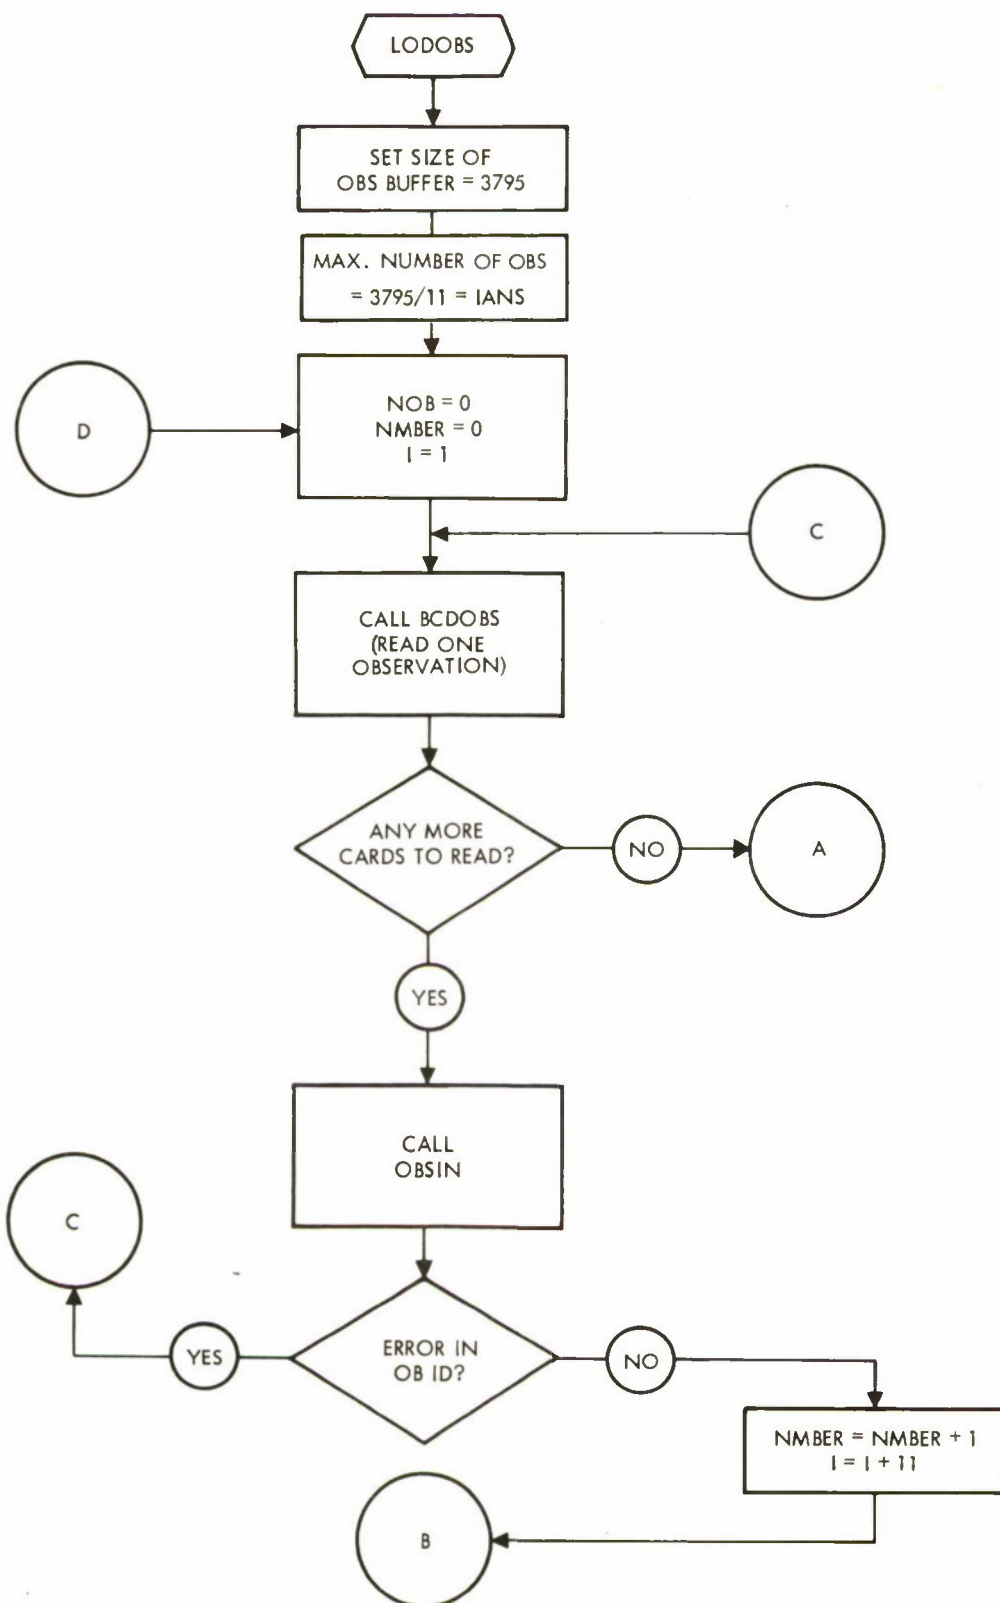 LODOBS
SET SIZE OF
OBS BUFFER = 3795
MAX. NUMBER OF OBS
= 3795/11 = IANS
NOB = 0
NMBER = 0
I = 1
D
C
CALL BCDOBS
(READ ONE
OBSERVATION)
ANY MORE
CARDS TO READ?
NO
A
YES
CALL
OBSIN
C
ERROR IN
OB ID?
YES
NO
NMBER = NMBER + 1
I = I + 11
B